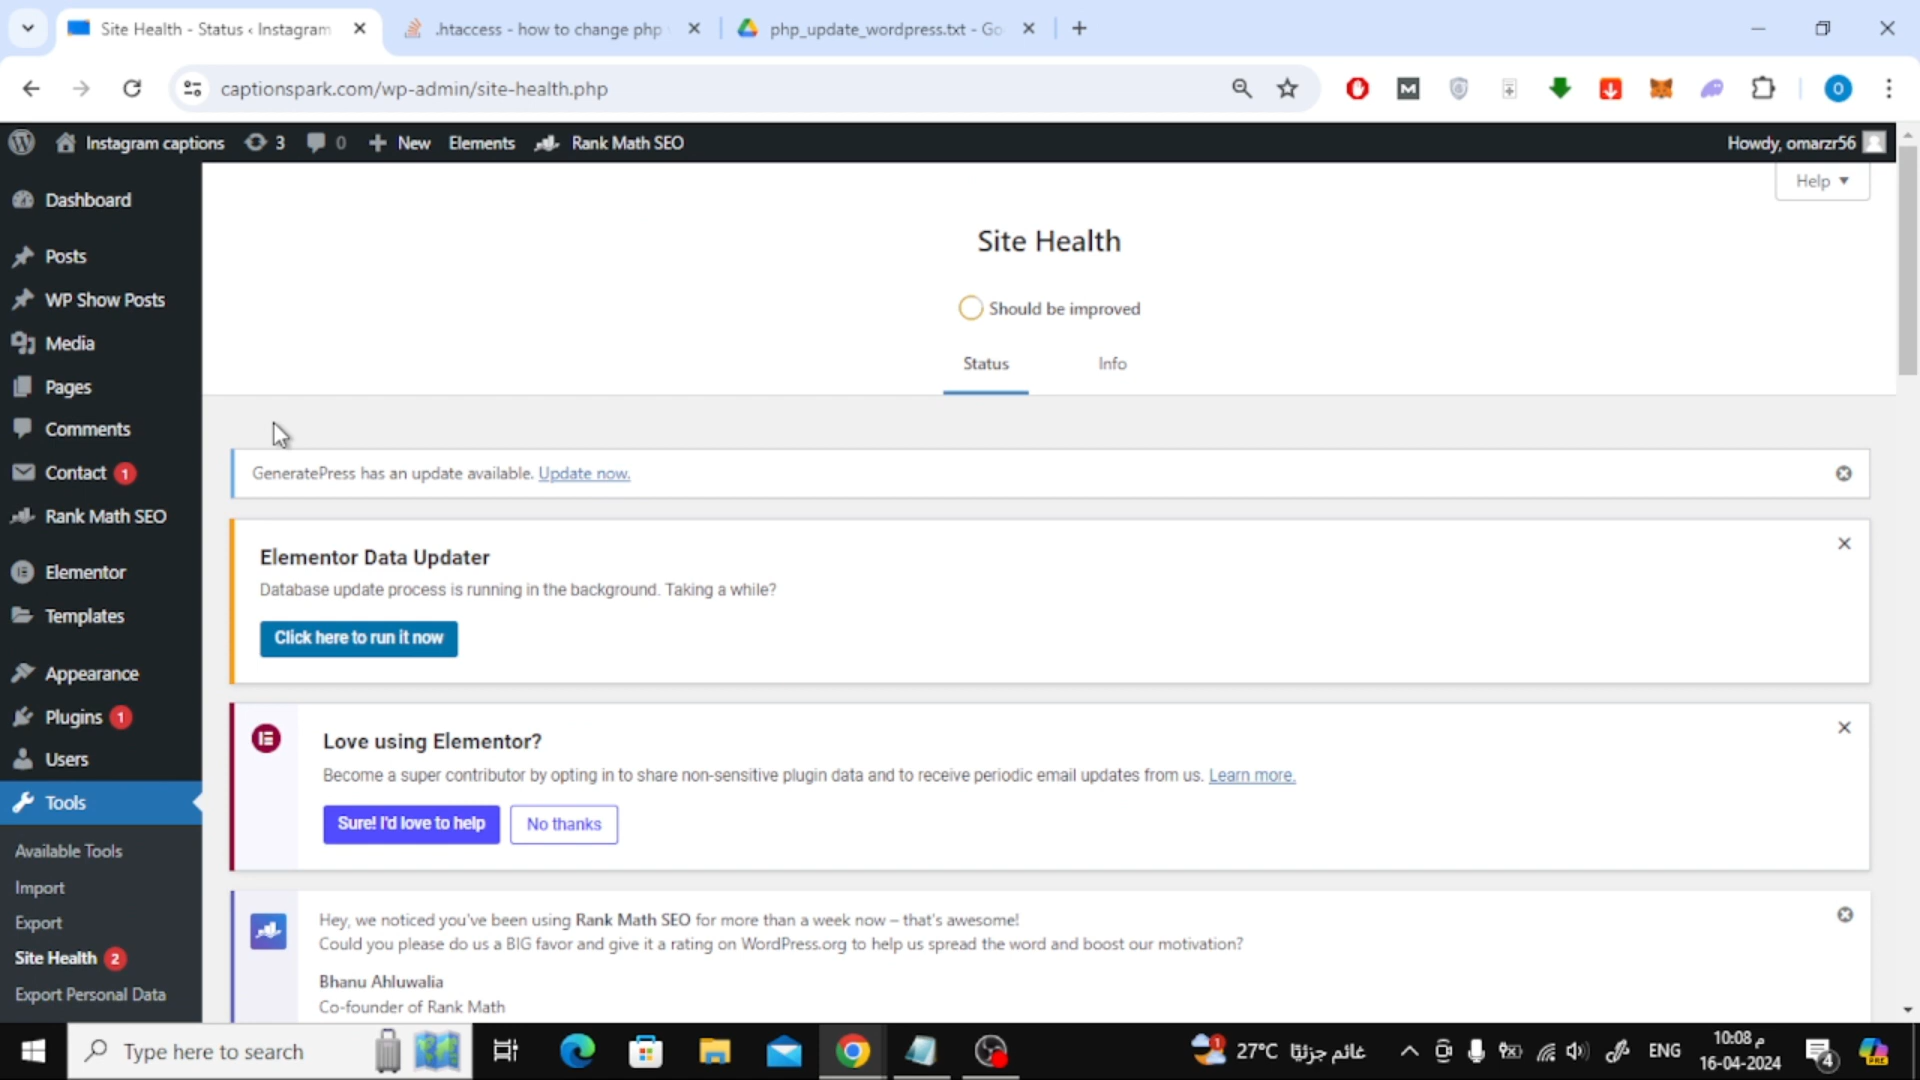 Site Health - Status ‹ Instagram
.htaccess - how to change php
php_update_wordpress.txt - Go
captionspark.com/wp-admin/site-health.php
O
Instagram captions
3
0
New
Elements
Rank Math SEO
Howdy, omarzr56
Dashboard
Posts
WP Show Posts
Media
Pages
Comments
Contact 1
Rank Math SEO
Elementor
Templates
Appearance
Plugins 1
Users
Tools
Available Tools
Import
Export
Site Health 2
Export Personal Data
Help
Site Health
Should be improved
Status
Info
GeneratePress has an update available. Update now.
Elementor Data Updater
Database update process is running in the background. Taking a while?
Click here to run it now
Love using Elementor?
Become a super contributor by opting in to share non-sensitive plugin data and to receive periodic email updates from us. Learn more.
Sure! I'd love to help
No thanks
Hey, we noticed you've been using Rank Math SEO for more than a week now – that's awesome!
Could you please do us a BIG favor and give it a rating on WordPress.org to help us spread the word and boost our motivation?
Bhanu Ahluwalia
Co-founder of Rank Math
Type here to search
1
27°C غائم جزئيًا
ENG
10:08 م
16-04-2024
4
PRE